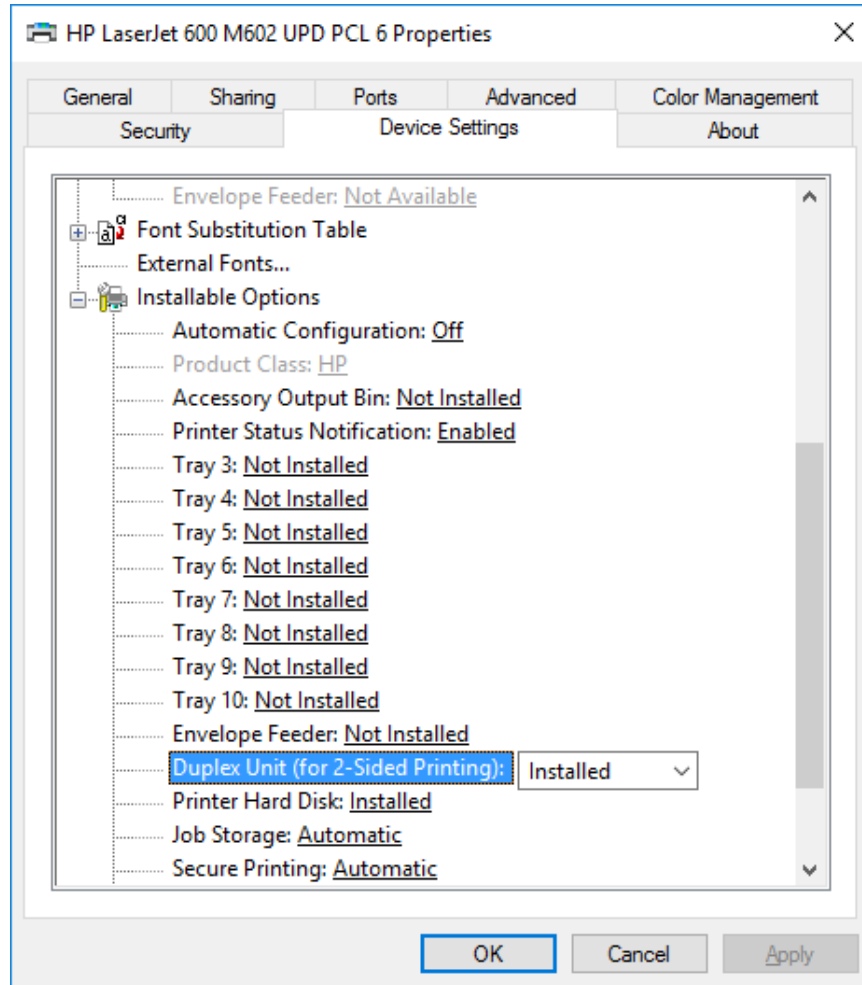 HP LaserJet 600 M602 UPD PCL 6 Properties
General Sharing Ports Advanced Color Management
Security Device Settings About
Envelope Feeder: Not Available
Font Substitution Table
External Fonts...
Installable Options
Automatic Configuration: Off
Product Class: HP
Accessory Output Bin: Not Installed
Printer Status Notification: Enabled
Tray 3: Not Installed
Tray 4: Not Installed
Tray 5: Not Installed
Tray 6: Not Installed
Tray 7: Not Installed
Tray 8: Not Installed
Tray 9: Not Installed
Tray 10: Not Installed
Envelope Feeder: Not Installed
Duplex Unit (for 2-Sided Printing): Installed
Printer Hard Disk: Installed
Job Storage: Automatic
Secure Printing: Automatic
OK Cancel Apply